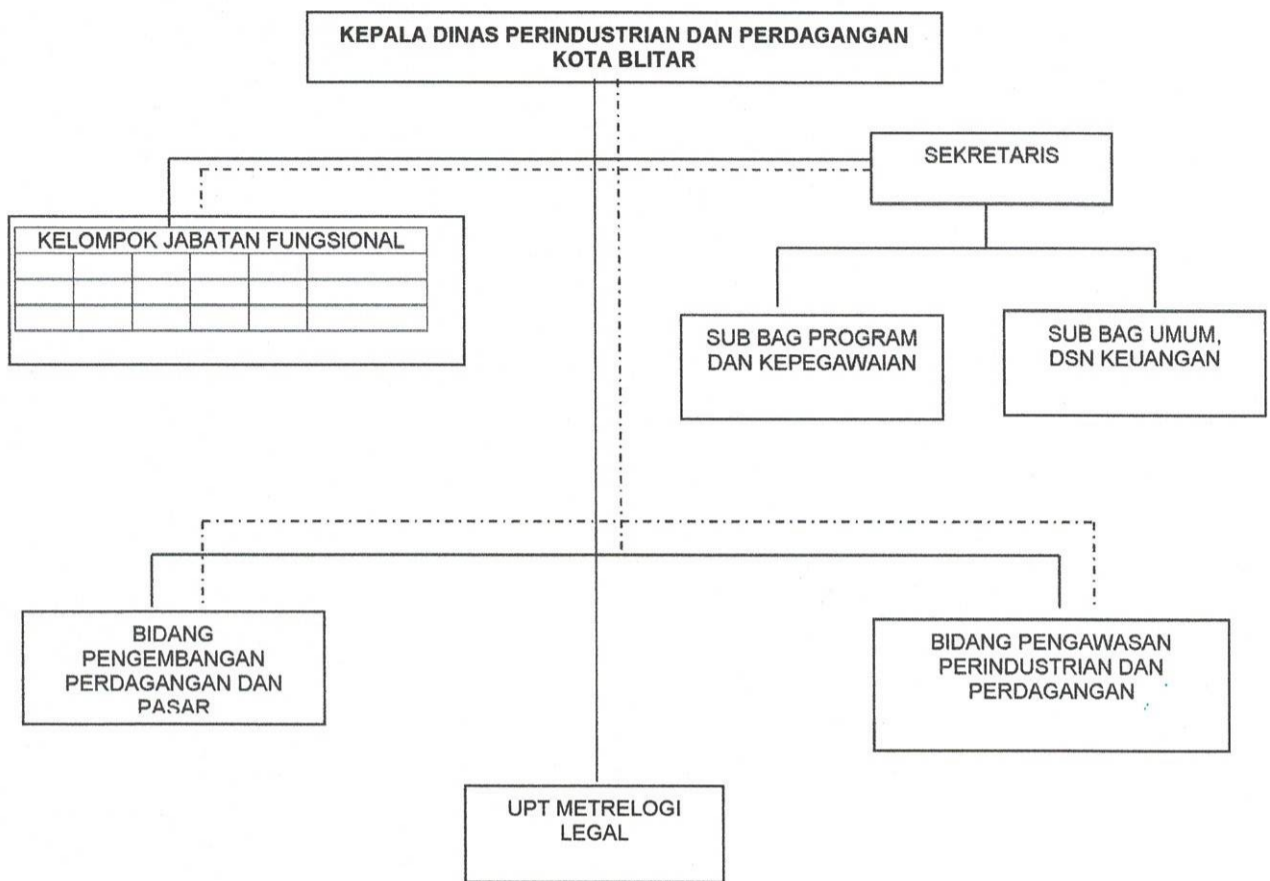 KEPALA DINAS PERINDUSTRIAN DAN PERDAGANGAN
KOTA BLITAR
SEKRETARIS
KELOMPOK JABATAN FUNGSIONAL
SUB BAG PROGRAM
DAN KEPEGAWAIAN
SUB BAG UMUM,
DSN KEUANGAN
BIDANG
PENGEMBANGAN
PERDAGANGAN DAN
PASAR
BIDANG PENGAWASAN
PERINDUSTRIAN DAN
PERDAGANGAN
UPT METRELOGI
LEGAL